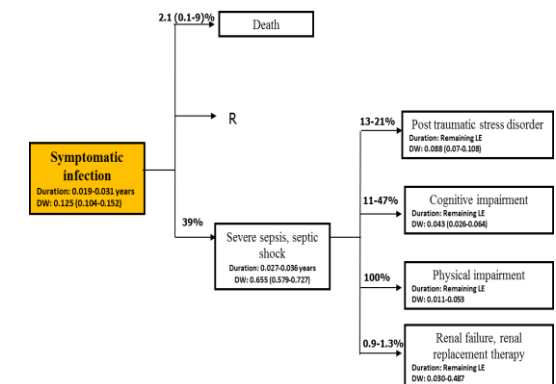 2.1 (0.1-9)%
Death
R
Symptomatic
infection
Duration: 0.019-0.031 years
DW: 0.125 (0.104-0.152)
39%
Severe sepsis, septic
shock
Duration: 0.027-0.036 years
DW: 0.655 (0.579-0.727)
13-21%
Post traumatic stress disorder
Duration: Remaining LE
DW: 0.088 (0.07-0.108)
11-47%
Cognitive impairment
Duration: Remaining LE
DW: 0.043 (0.026-0.064)
100%
Physical impairment
Duration: Remaining LE
DW: 0.011-0.053
0.9-1.3%
Renal failure, renal
replacement therapy
Duration: Remaining LE
DW: 0.030-0.487